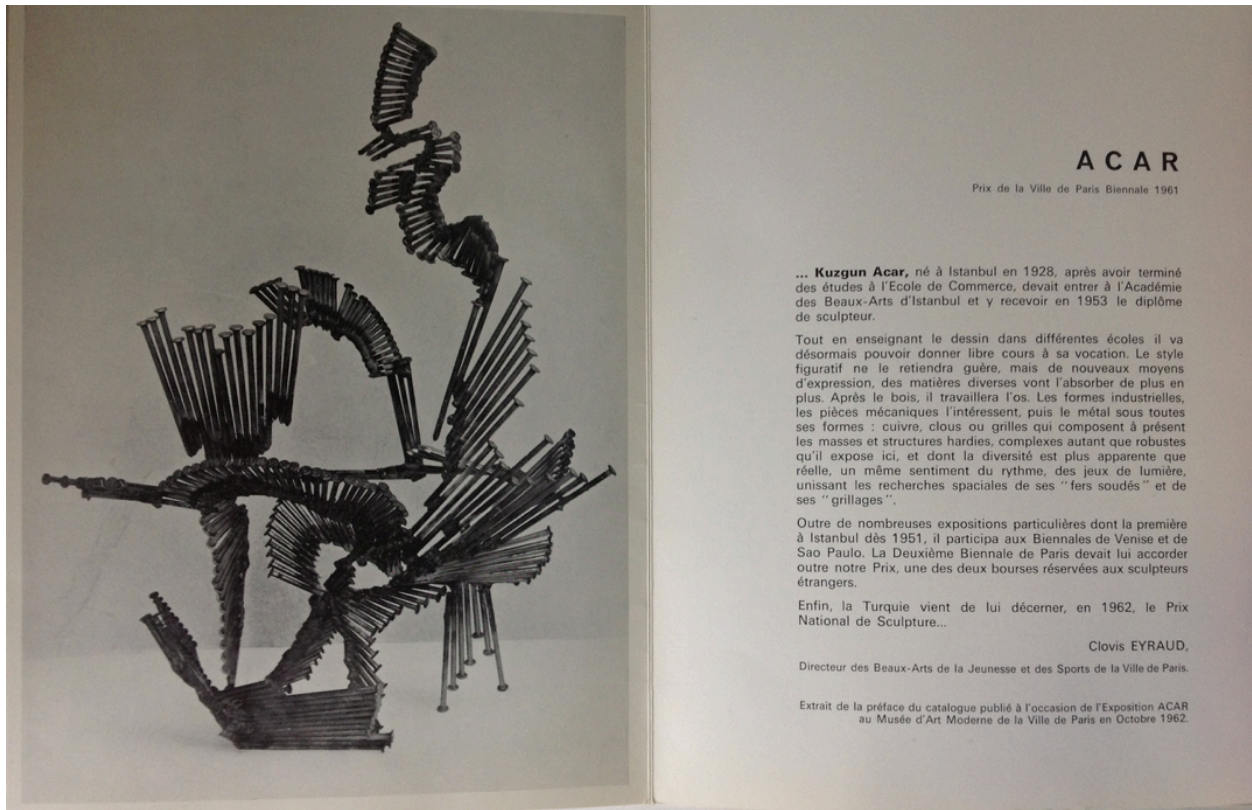 ACAR
Prix de la Ville de Paris Biennale 1961
... Kuzgun Acar, né à Istanbul en 1928, après avoir terminé
des études à l'Ecole de Commerce, devait entrer à l'Académie
des Beaux-Arts d'Istanbul et y recevoir en 1953 le diplôme
de sculpteur.
Tout en enseignant le dessin dans différentes écoles il va
désormais pouvoir donner libre cours à sa vocation. Le style
figuratif ne le retiendra guère, mais de nouveaux moyens
d'expression, des matières diverses vont l'absorber de plus en
plus. Après le bois, il travaillera l'os. Les formes industrielles,
les pièces mécaniques l'intéressent, puis le métal sous toutes
ses formes : cuivre, clous ou grilles qui composent à présent
les masses et structures hardies, complexes autant que robustes
qu'il expose ici, et dont la diversité est plus apparente que
réelle, un même sentiment du rythme, des jeux de lumière,
unissant les recherches spaciales de ses "fers soudés" et de
ses "grillages".
Outre de nombreuses expositions particulières dont la première
à Istanbul dès 1951, il participa aux Biennales de Venise et de
Sao Paulo. La Deuxième Biennale de Paris devait lui accorder
outre notre Prix, une des deux bourses réservées aux sculpteurs
étrangers.
Enfin, la Turquie vient de lui décerner, en 1962, le Prix
National de Sculpture...
Clovis EYRAUD,
Directeur des Beaux-Arts de la Jeunesse et des Sports de la Ville de Paris.
Extrait de la préface du catalogue publié à l'occasion de l'Exposition ACAR
au Musée d'Art Moderne de la Ville de Paris en Octobre 1962.